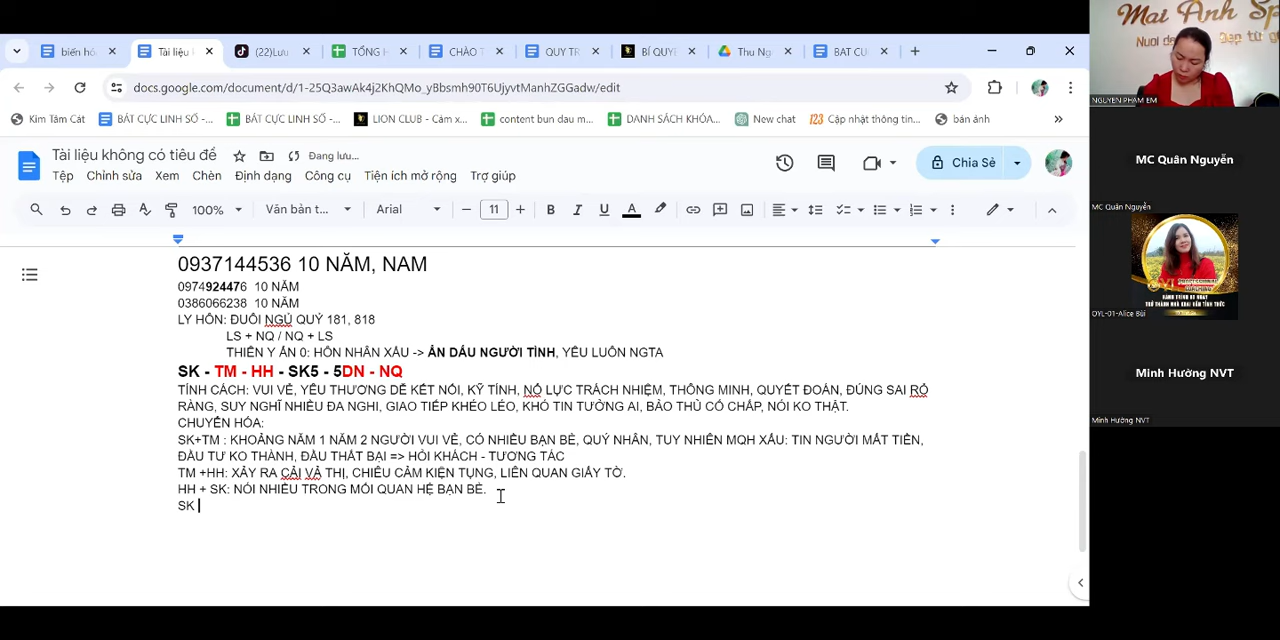 biến hó
Tài liệu k
(22)Lưu
TỔNG H
CHÀO T
QUY TR
BÍ QUYẾ
Thu Ng
BAT CU
docs.google.com/document/d/1-25Q3awAk4j2KhQMo_yBbsmh90T6UjyvtManhZGGadw/edit
Kim Tâm Cát
BÁT CỰC LINH SỐ -...
BÁT CỰC LINH SỐ -...
LION CLUB - Cảm x...
content bun dau m...
DANH SÁCH KHÓA...
New chat
Cập nhật thông tin...
bán ảnh
Tài liệu không có tiêu đề
Đang lưu...
Tệp Chỉnh sửa Xem Chèn Định dạng Công cụ Tiện ích mở rộng Trợ giúp
Chia Sẻ
100% Văn bản t... Arial 11 B I U A
0937144536 10 NĂM, NAM
0974924476 10 NĂM
0386066238 10 NĂM
LY HÔN: ĐUÔI NGŨ QUỶ 181, 818
LS + NQ / NQ + LS
THIÊN Y ẨN 0: HÔN NHÂN XẤU -> ẨN DẤU NGƯỜI TÌNH, YÊU LUÔN NGTA
SK - TM - HH - SK5 - 5DN - NQ
TÍNH CÁCH: VUI VẺ, YÊU THƯƠNG DỄ KẾT NỐI, KỸ TÍNH, NỔ LỰC TRÁCH NHIỆM, THÔNG MINH, QUYẾT ĐOÁN, ĐÚNG SAI RÕ
RÀNG, SUY NGHĨ NHIỀU ĐA NGHI, GIAO TIẾP KHÉO LÉO, KHÓ TIN TƯỞNG AI, BẢO THỦ CỐ CHẤP, NÓI KO THẬT.
CHUYỂN HÓA:
SK+TM : KHOẢNG NĂM 1 NĂM 2 NGƯỜI VUI VẺ, CÓ NHIỀU BẠN BÈ, QUÝ NHÂN, TUY NHIÊN MQH XẤU: TIN NGƯỜI MẤT TIỀN,
ĐẦU TƯ KO THÀNH, ĐẦU THẤT BẠI => HỎI KHÁCH - TƯƠNG TÁC
TM +HH: XẢY RA CẢI VẢ THỊ, CHIÊU CẢM KIỆN TỤNG, LIÊN QUAN GIẤY TỜ.
HH + SK: NÓI NHIỀU TRONG MỐI QUAN HỆ BẠN BÈ.
SK
Mai Anh Sp
NGUYEN PHAM EM
MC Quân Nguyễn
MC Quân Nguyễn
OYL-01-Alice Bùi
Minh Hường NVT
Minh Hường NVT